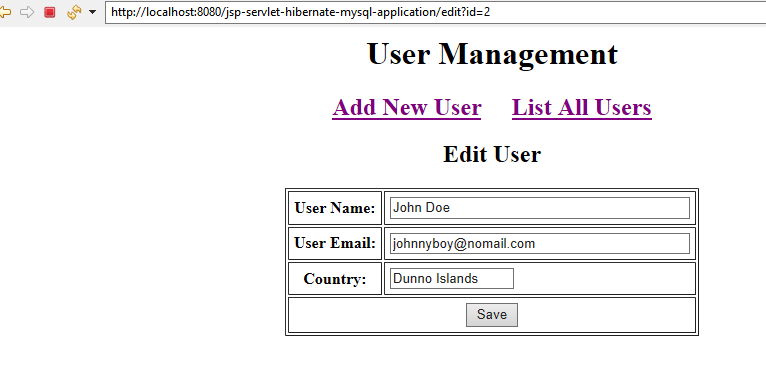 http://localhost:8080/jsp-servlet-hibernate-mysql-application/edit?id=2
User Management
Add New User List All Users
Edit User
User Name: John Doe
User Email: johnnyboy@nomail.com
Country: Dunno Islands
Save